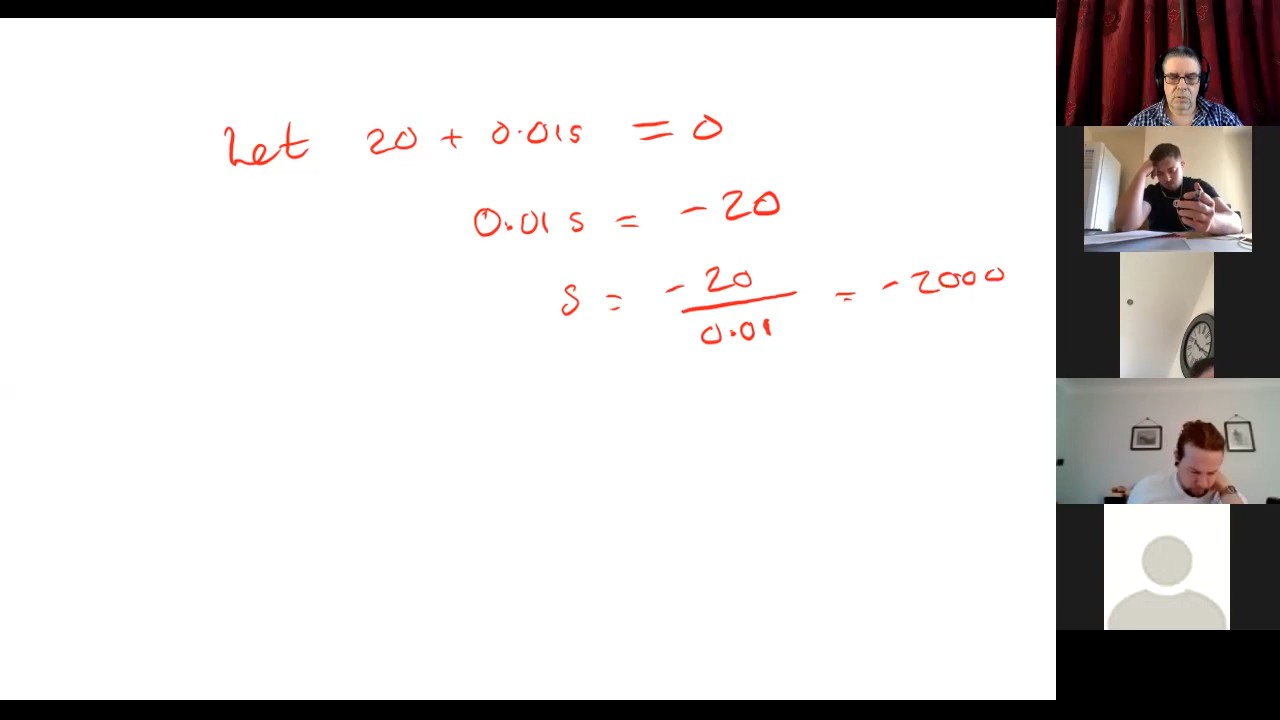 Let 20 + 0.01s = 0
0.01s = -20
s = -20/0.01 = -2000